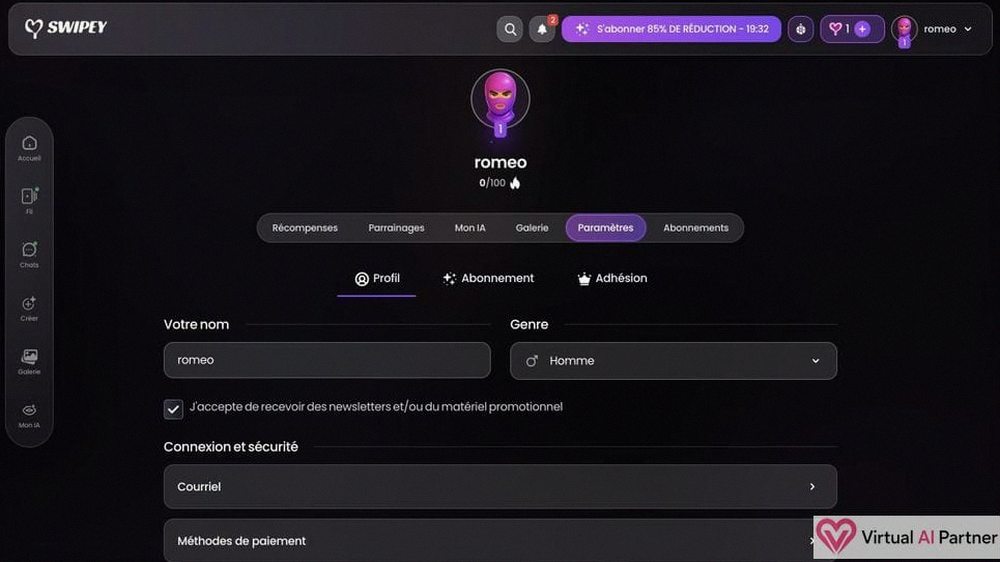 SWIPEY
2
S'abonner 85% DE RÉDUCTION - 19:32
1
romeo
1
1
romeo
0/100
Récompenses Parrainages Mon IA Galerie Paramètres Abonnements
Profil Abonnement Adhésion
Accueil
Fil
Chats
Créer
Galerie
Mon IA
Votre nom
Genre
romeo
Homme
J'accepte de recevoir des newsletters et/ou du matériel promotionnel
Connexion et sécurité
Courriel
Méthodes de paiement
Virtual AI Partner